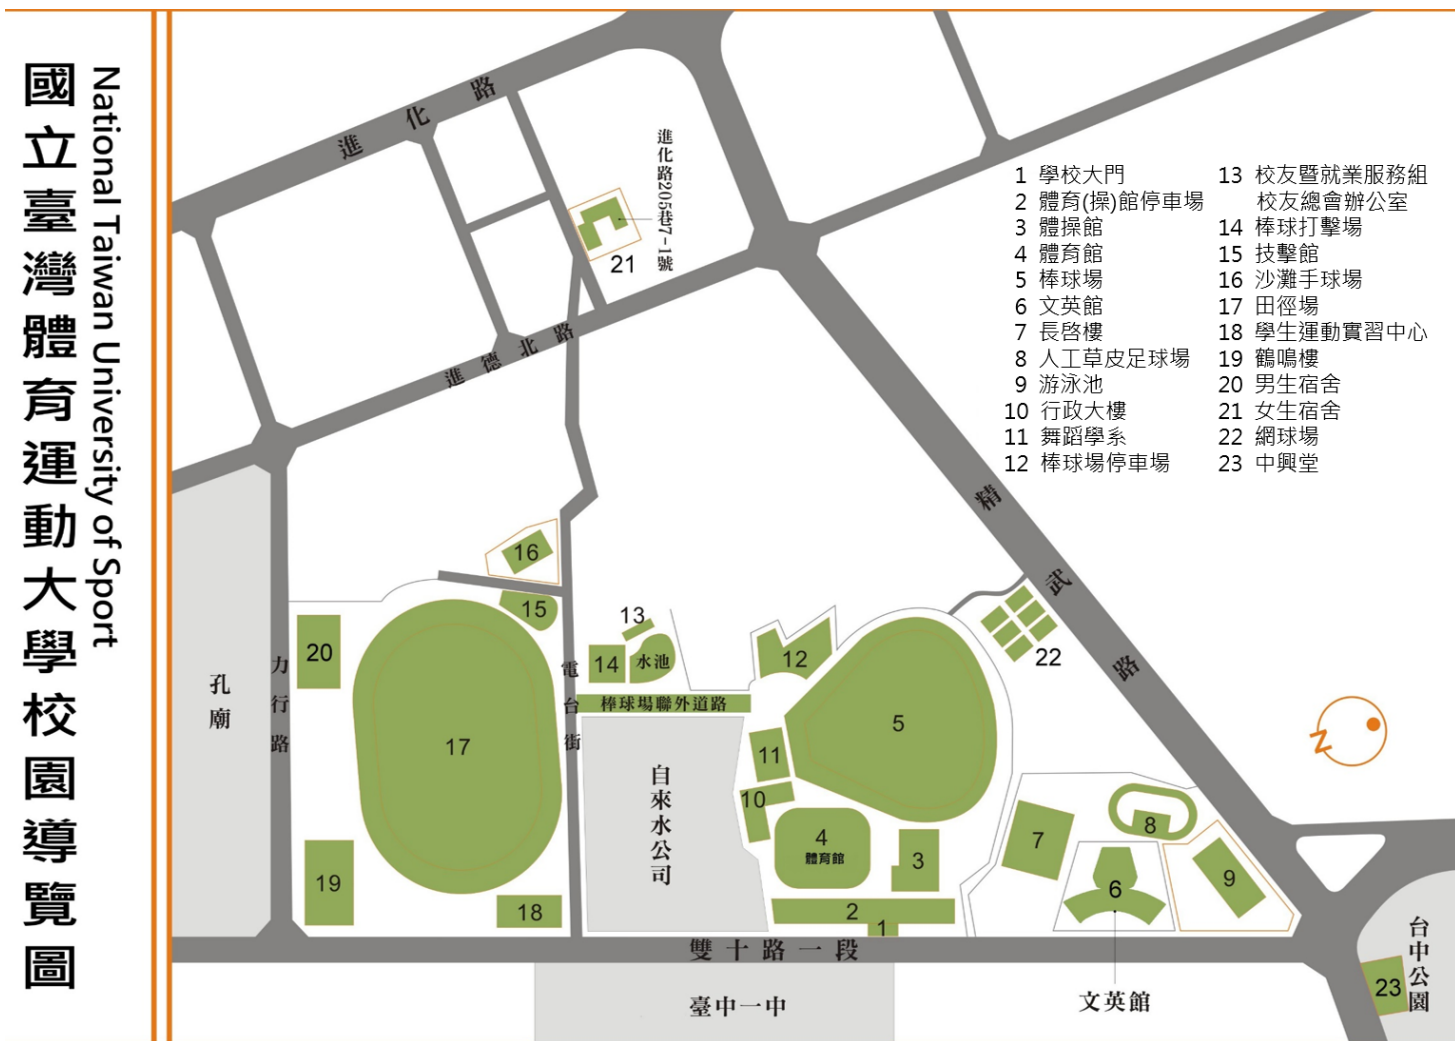 國立臺灣體育運動大學校園導覽圖
National Taiwan University of Sport
進化路
進化路205巷7-1號
21
進德北路
1 學校大門
2 體育(操)館停車場
3 體操館
4 體育館
5 棒球場
6 文英館
7 長啓樓
8 人工草皮足球場
9 游泳池
10 行政大樓
11 舞蹈學系
12 棒球場停車場
13 校友暨就業服務組
校友總會辦公室
14 棒球打擊場
15 技擊館
16 沙灘手球場
17 田徑場
18 學生運動實習中心
19 鶴鳴樓
20 男生宿舍
21 女生宿舍
22 網球場
23 中興堂
精武路
16
15
13
14
水池
12
22
20
力行路
孔廟
電台街
棒球場聯外道路
17
5
11
10
自來水公司
4
體育館
3
7
8
6
9
19
18
2
1
雙十路一段
臺中一中
文英館
台中公園
23
Z